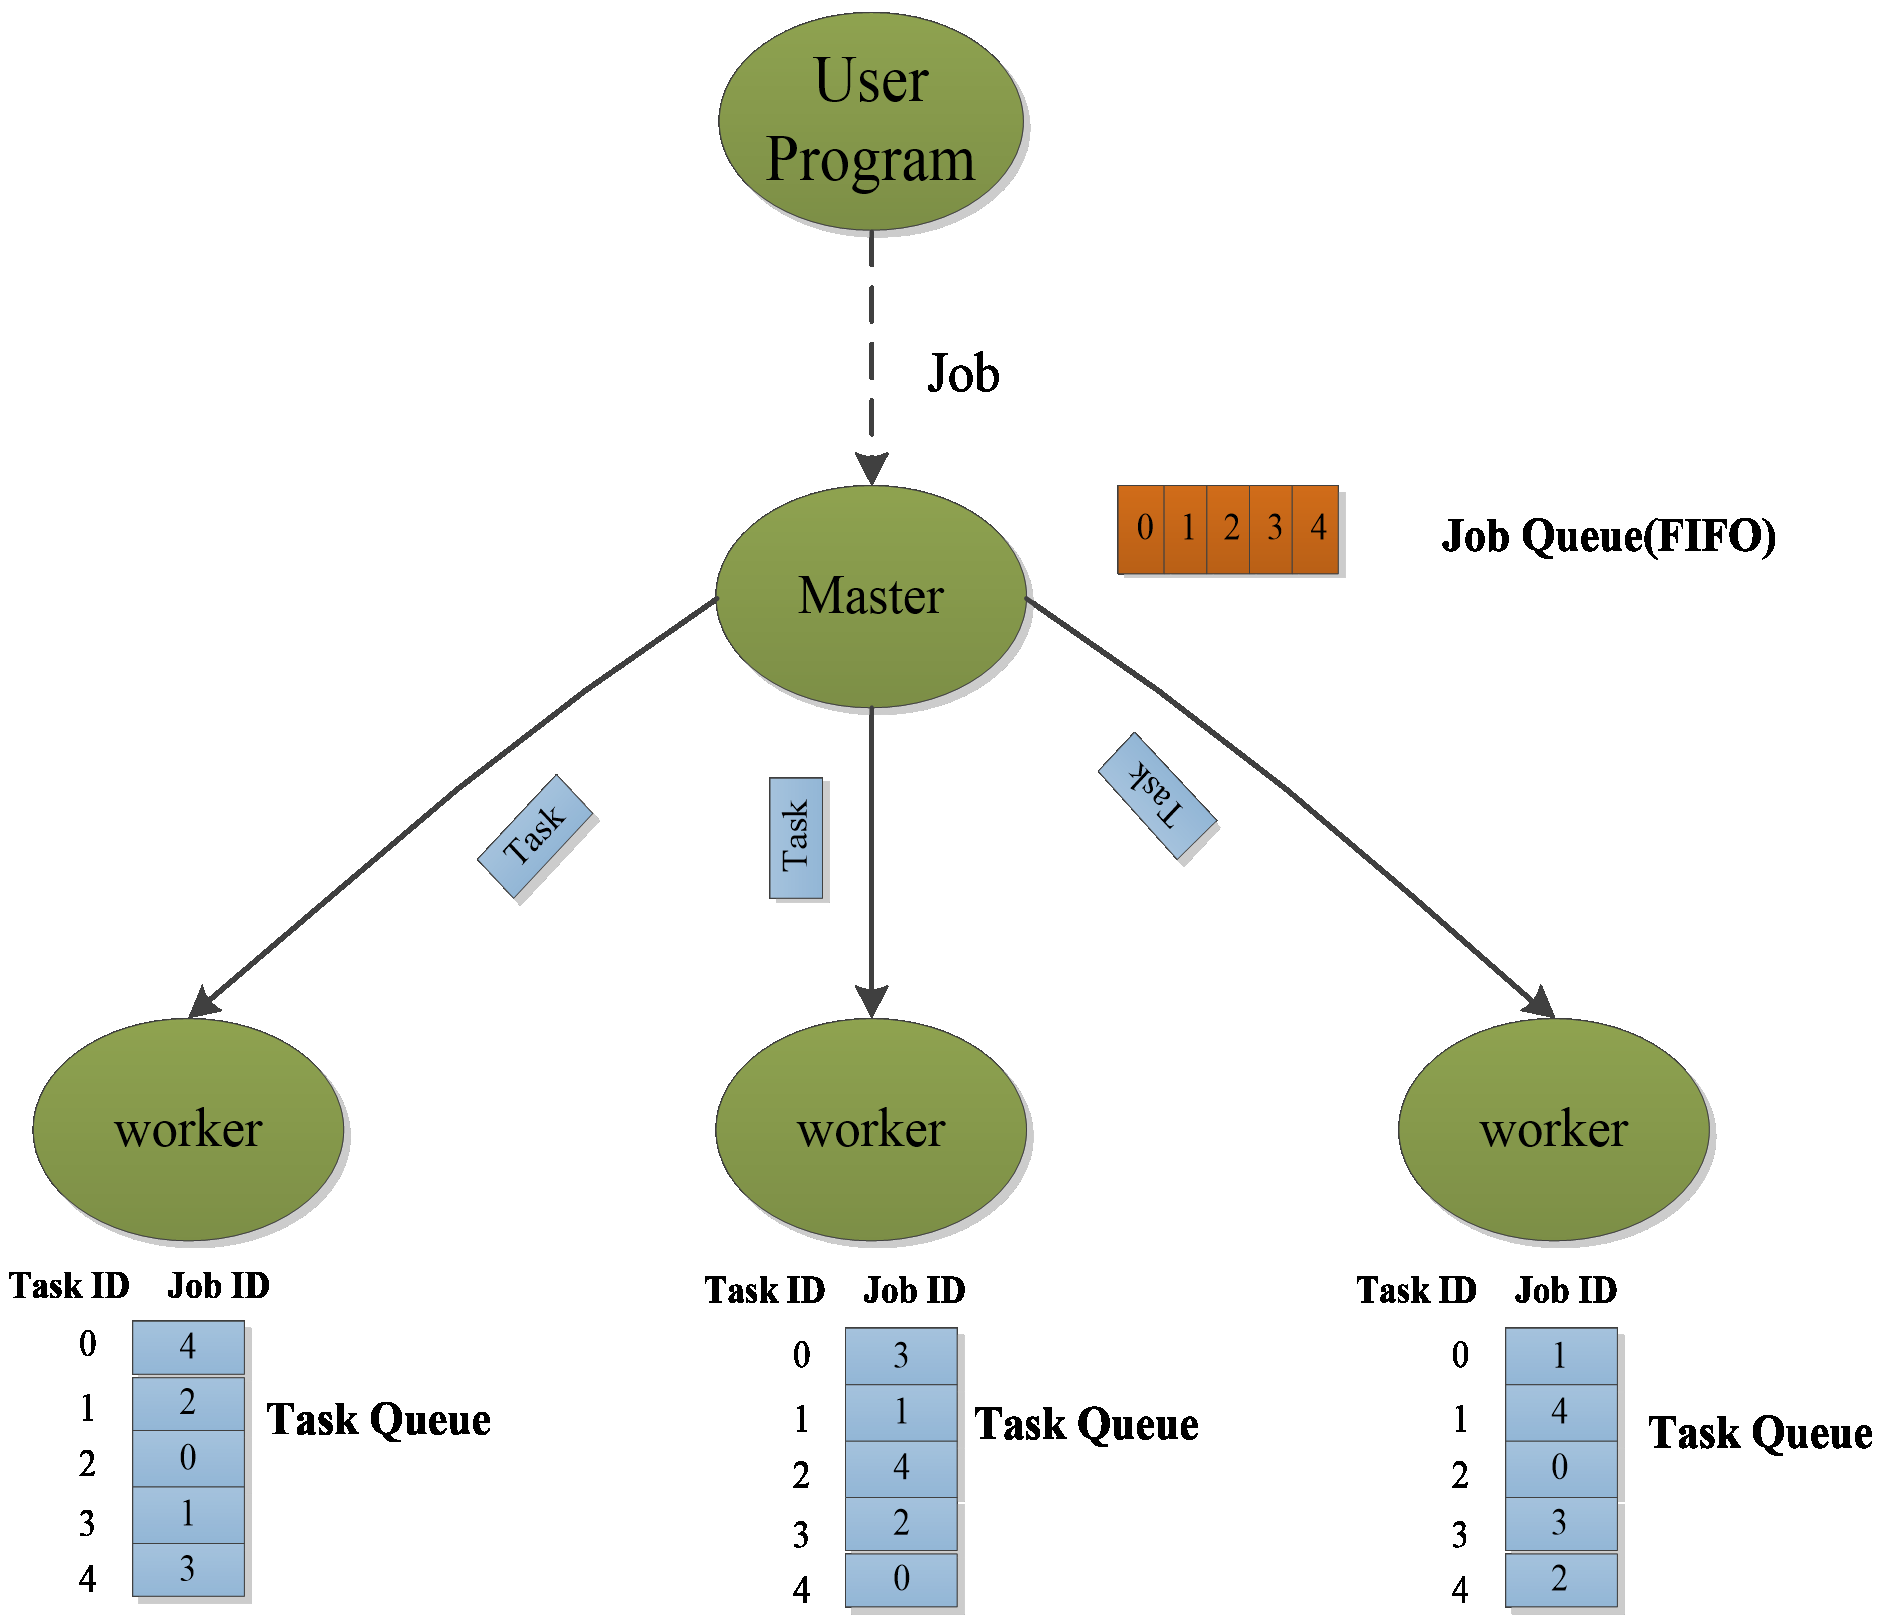 User
Program
Job
0 1 2 3 4
Job Queue(FIFO)
Master
Task
Task
Task
worker
worker
worker
Task ID Job ID
0 4
1 2
2 0
3 1
4 3
Task Queue
Task ID Job ID
0 3
1 1
2 4
3 2
4 0
Task Queue
Task ID Job ID
0 1
1 4
2 0
3 3
4 2
Task Queue